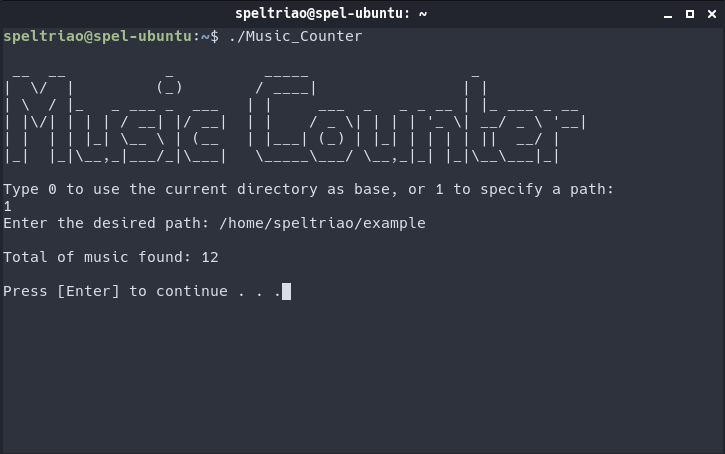 speltriao@spel-ubuntu: ~
speltriao@spel-ubuntu:~$ ./Music_Counter
Music Counter
Type 0 to use the current directory as base, or 1 to specify a path:
1
Enter the desired path: /home/speltriao/example
Total of music found: 12
Press [Enter] to continue . . .